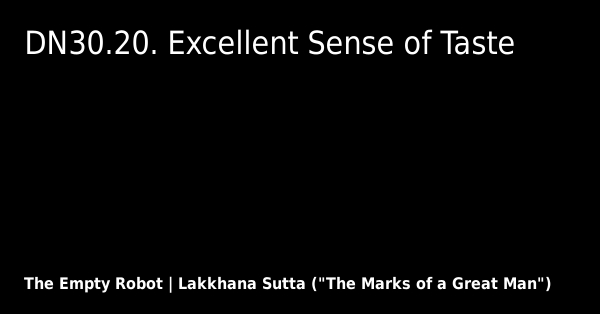 DN30.20. Excellent Sense of Taste
The Empty Robot | Lakkhana Sutta ("The Marks of a Great Man")